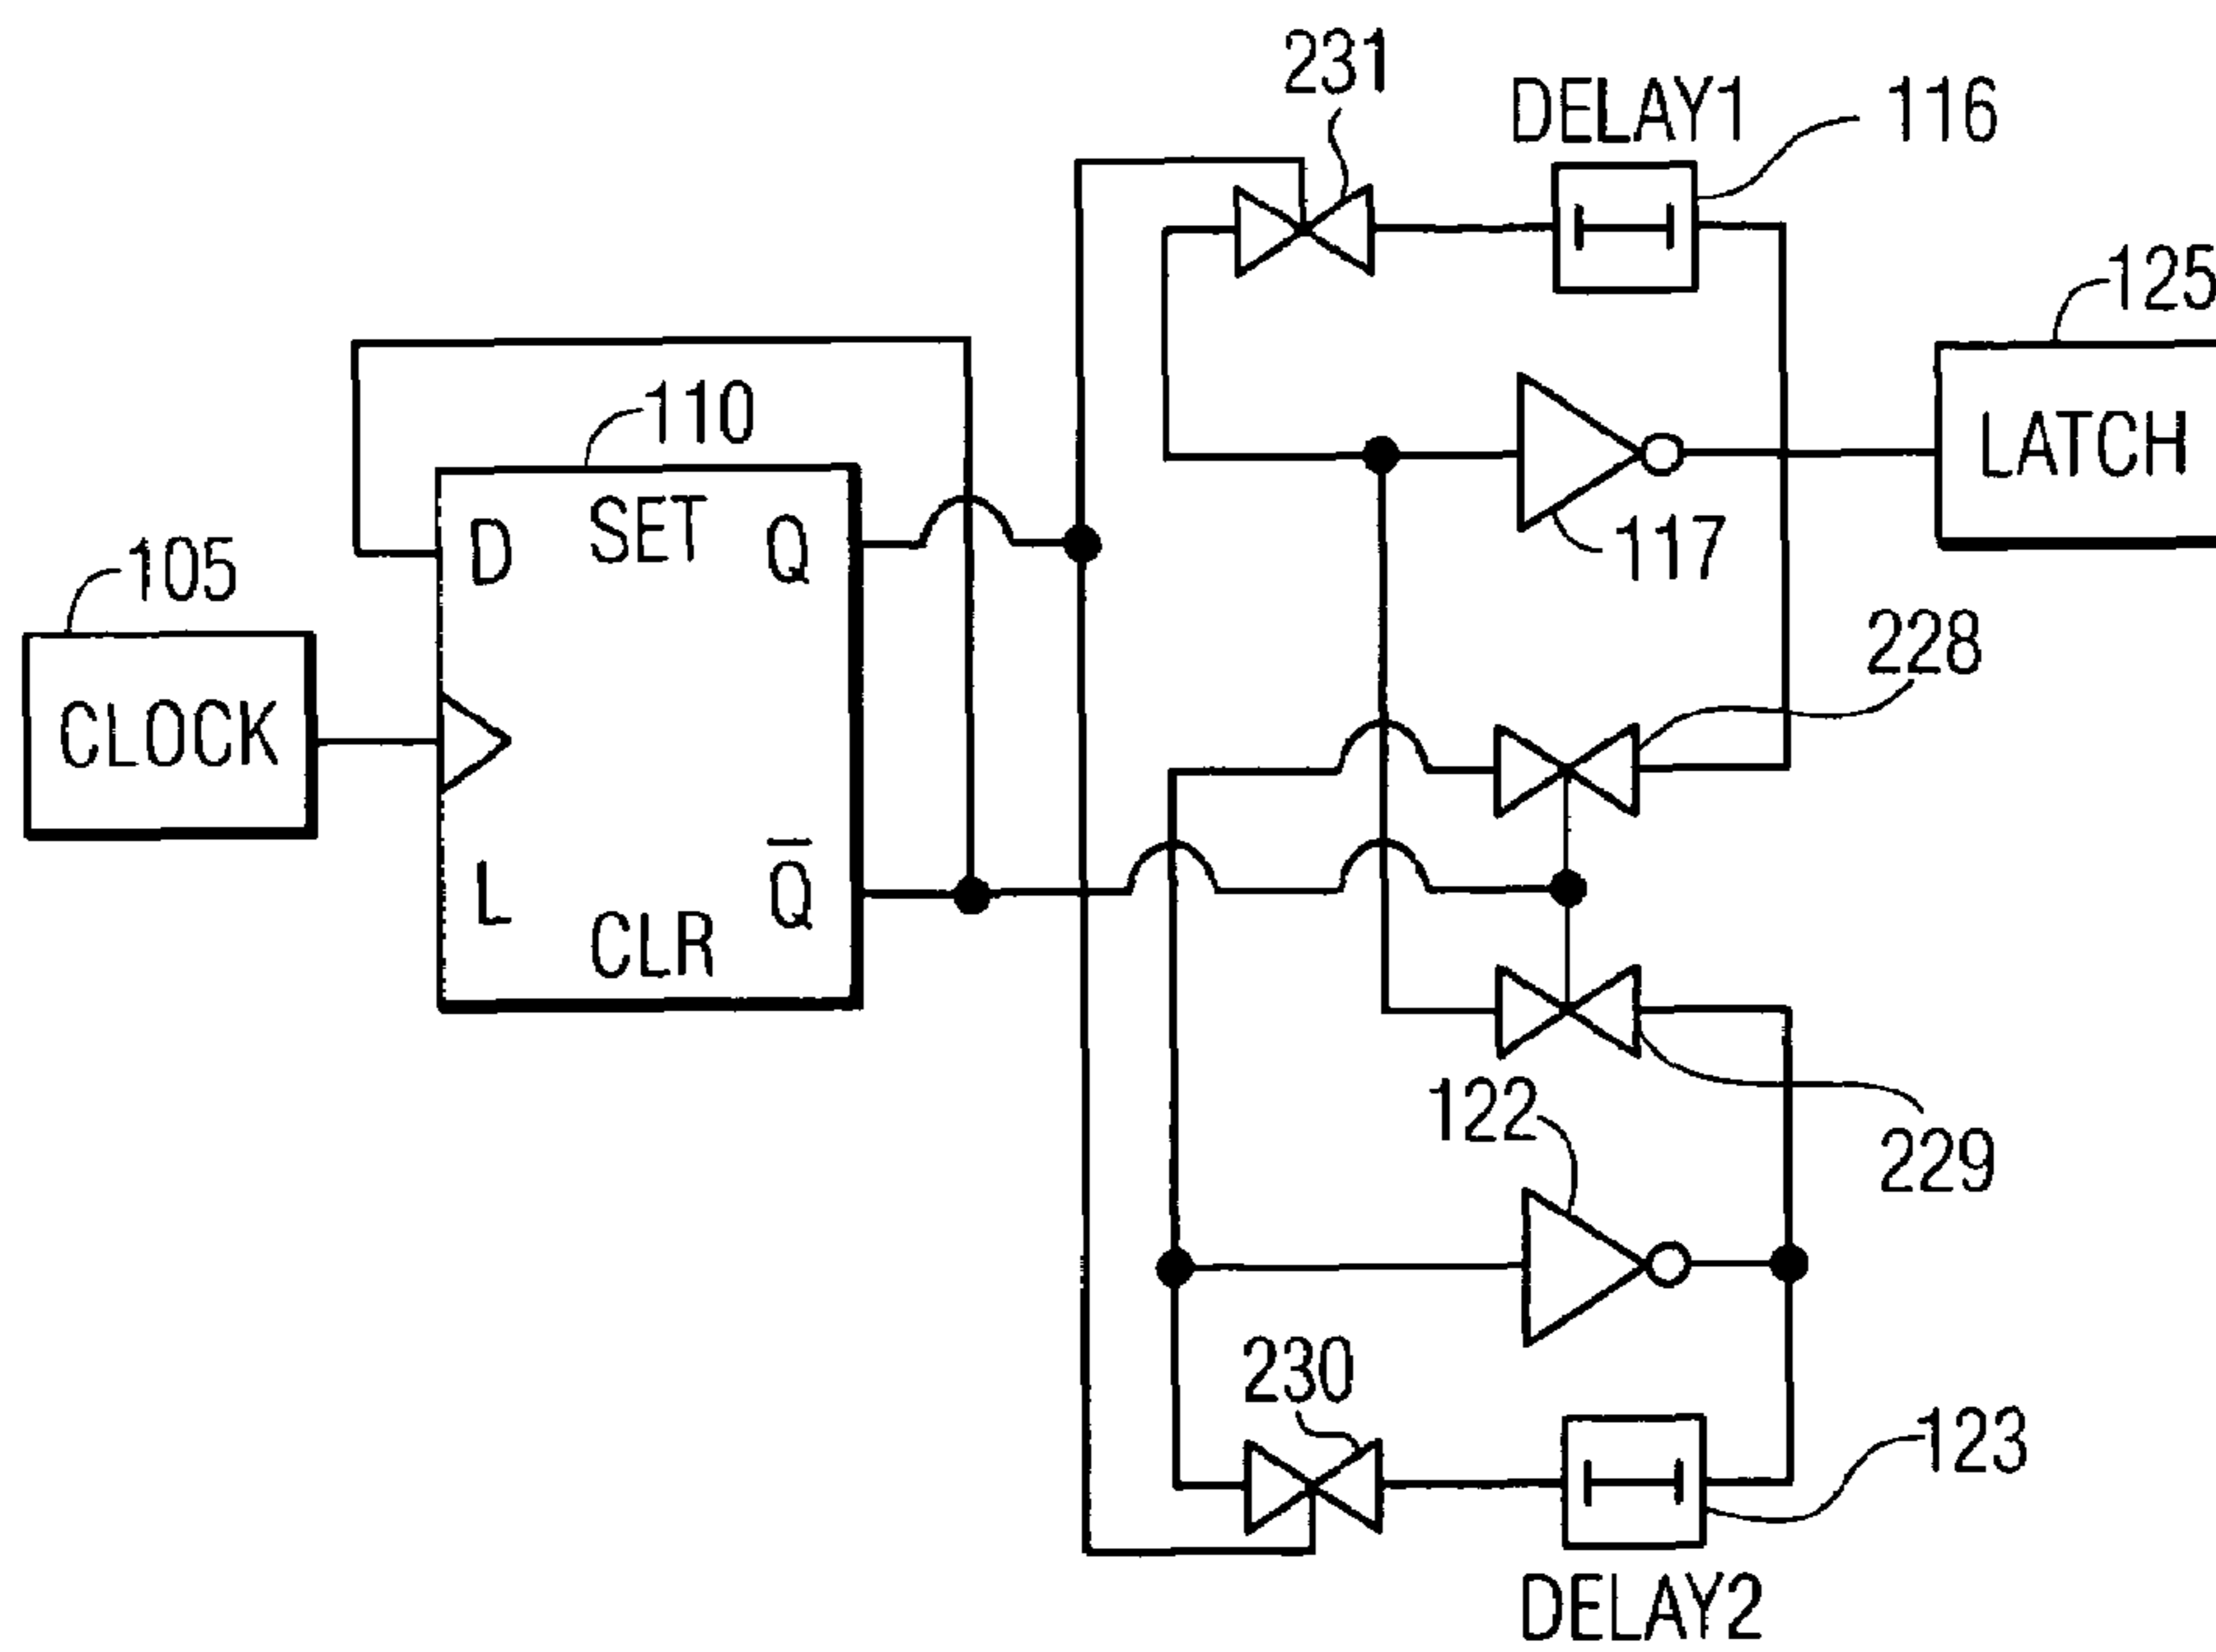 231
DELAY1
116
125
LATCH
110
SET
D
Q
117
105
CLOCK
228
L
CLR
Q̅
122
229
230
123
DELAY2